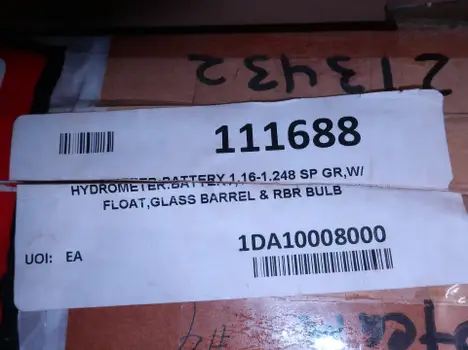 213432
111688
HYDROMETER:BATTERY,1.16-1.248 SP GR,W/
FLOAT,GLASS BARREL & RBR BULB
UOI: EA
1DA10008000